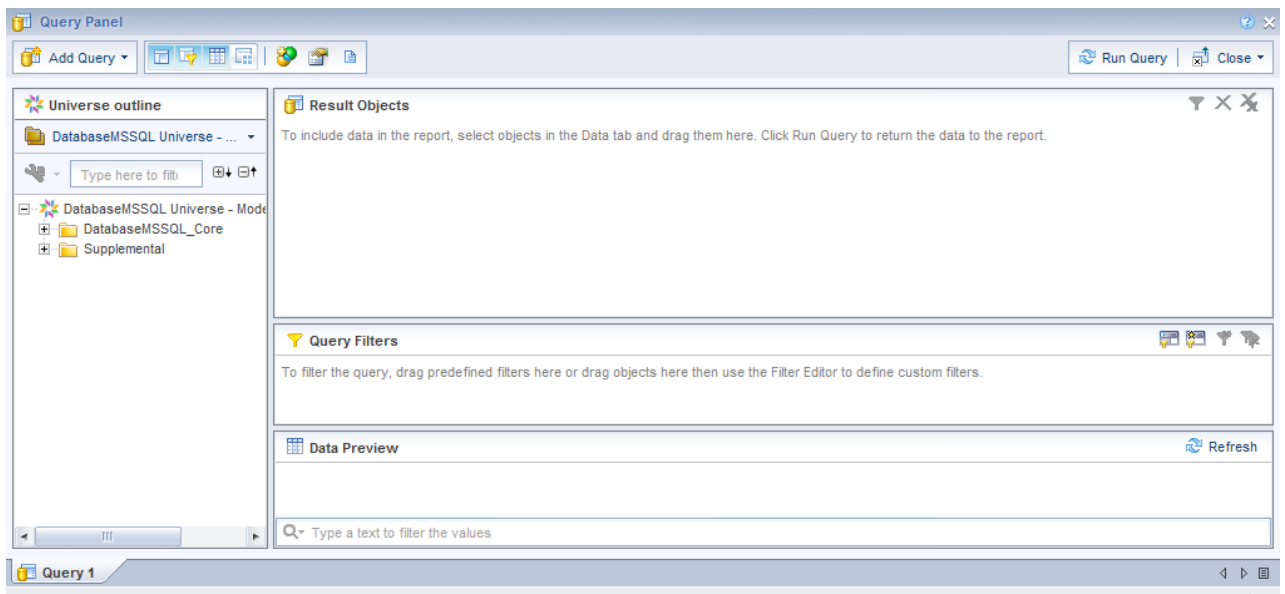 Query Panel
Add Query
Run Query
Close
Universe outline
DatabaseMSSQL Universe - ...
Type here to filt
DatabaseMSSQL Universe - Mode
DatabaseMSSQL_Core
Supplemental
Result Objects
To include data in the report, select objects in the Data tab and drag them here. Click Run Query to return the data to the report.
Query Filters
To filter the query, drag predefined filters here or drag objects here then use the Filter Editor to define custom filters.
Data Preview
Refresh
Type a text to filter the values
Query 1